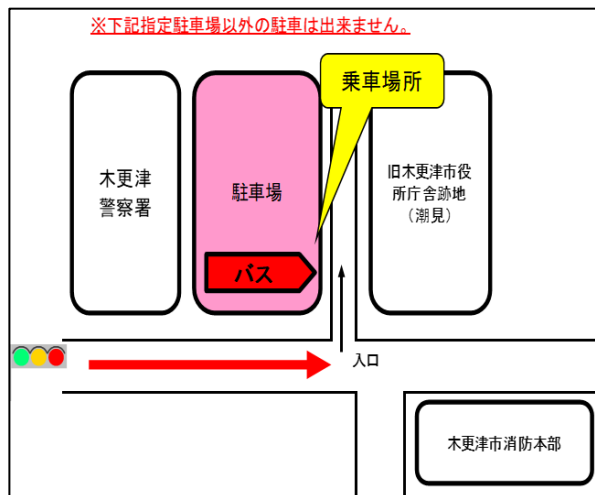 ※下記指定駐車場以外の駐車は出来ません。
乗車場所
木更津
警察署
駐車場
旧木更津市役
所庁舎跡地
（潮見）
バス
入口
木更津市消防本部